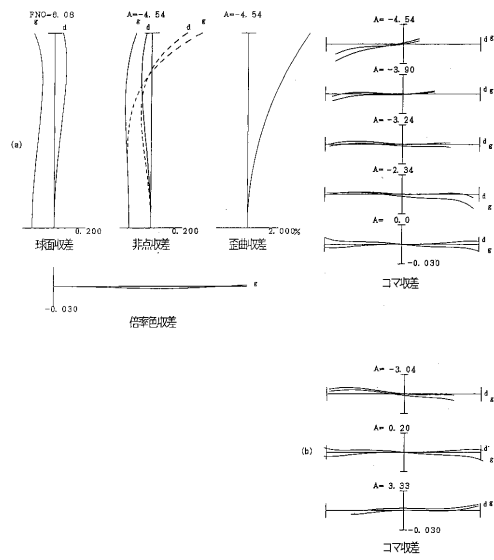 FNO=6.08
A=-4.54
A=-4.54
g d
g d d g
(a)
0.200
0.200
2.000%
球面収差
非点収差
歪曲収差
g
-0.030
倍率色収差
A= -4.54
d g
A= -3.90
d g
A= -3.24
d g
A= -2.34
d g
A= 0.0
d g
-0.030
コマ収差
(b)
A= -3.04
d g
A= 0.20
d g
A= 3.33
d g
-0.030
コマ収差